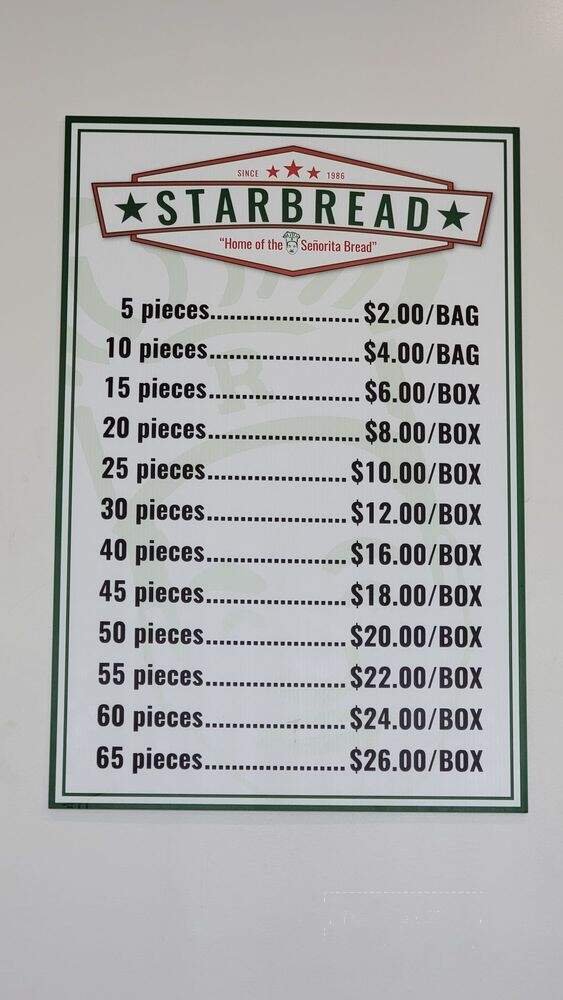 SINCE 1986
STARBREAD
"Home of the Señorita Bread"
5 pieces....................... $2.00/BAG
10 pieces....................... $4.00/BAG
15 pieces....................... $6.00/BOX
20 pieces....................... $8.00/BOX
25 pieces..................... $10.00/BOX
30 pieces..................... $12.00/BOX
40 pieces..................... $16.00/BOX
45 pieces..................... $18.00/BOX
50 pieces..................... $20.00/BOX
55 pieces..................... $22.00/BOX
60 pieces..................... $24.00/BOX
65 pieces..................... $26.00/BOX